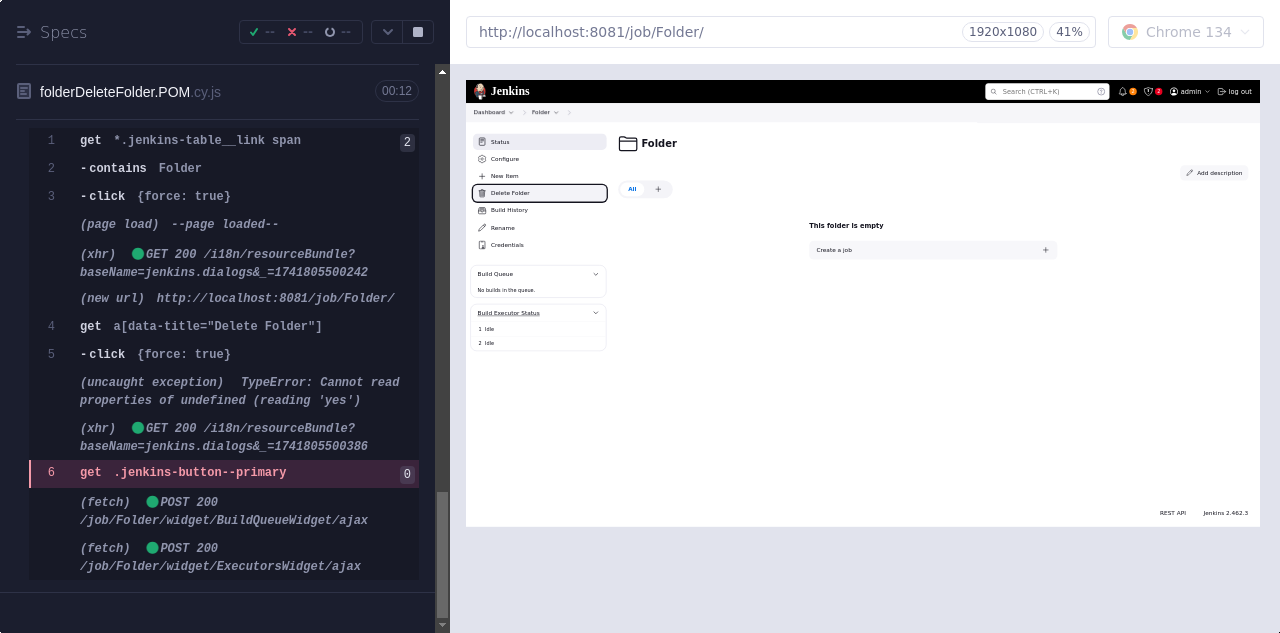 Specs
-- -- --
folderDeleteFolder.POM.cy.js 00:12
1 get *.jenkins-table__link span 2
2 -contains Folder
3 -click {force: true}
(page load) --page loaded--
(xhr) GET 200 /i18n/resourceBundle?
baseName=jenkins.dialogs&_=1741805500242
(new url) http://localhost:8081/job/Folder/
4 get a[data-title="Delete Folder"]
5 -click {force: true}
(uncaught exception) TypeError: Cannot read
properties of undefined (reading 'yes')
(xhr) GET 200 /i18n/resourceBundle?
baseName=jenkins.dialogs&_=1741805500386
6 get .jenkins-button--primary 0
(fetch) POST 200
/job/Folder/widget/BuildQueueWidget/ajax
(fetch) POST 200
/job/Folder/widget/ExecutorsWidget/ajax
http://localhost:8081/job/Folder/ 1920x1080 41% Chrome 134
Jenkins Search (CTRL+K) admin log out
Dashboard Folder
Status
Configure
New Item
Delete Folder
Build History
Rename
Credentials
Build Queue
No builds in the queue.
Build Executor Status
1 Idle
2 Idle
Folder
Add description
All +
This folder is empty
Create a job +
REST API Jenkins 2.462.3